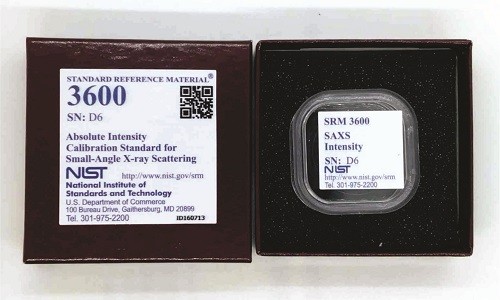 STANDARD REFERENCE MATERIAL®
3600
SN: D6
Absolute Intensity
Calibration Standard for
Small-Angle X-ray Scattering
NIST http://www.nist.gov/srm
National Institute of
Standards and Technology
U.S. Department of Commerce
100 Bureau Drive, Gaithersburg, MD 20899
Tel. 301-975-2200
ID160713
SRM 3600
SAXS
Intensity
SN: D6
NIST
http://www.nist.gov/srm
Tel. 301-975-2200